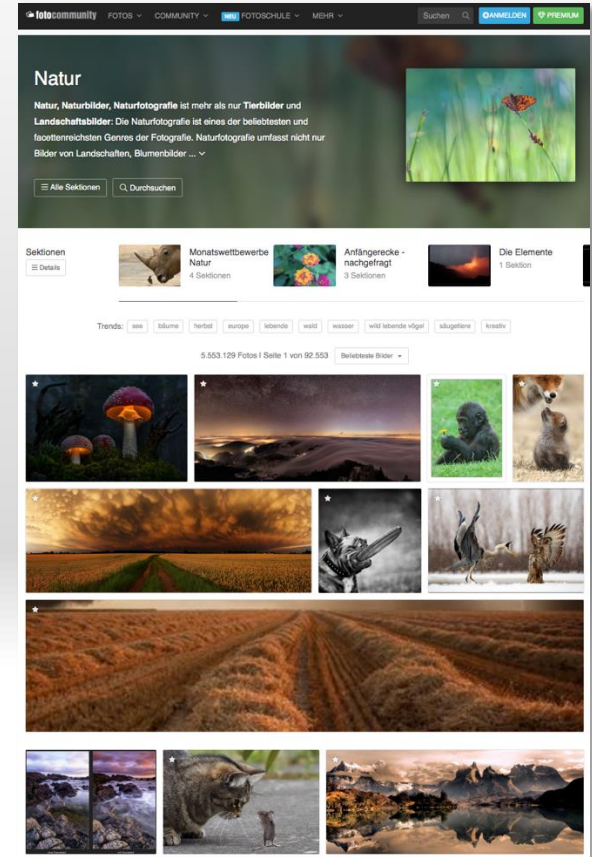 fotocommunity FOTOS COMMUNITY NEU FOTOSCHULE MEHR Suchen ANMELDEN PREMIUM
Natur
Natur, Naturbilder, Naturfotografie ist mehr als nur Tierbilder und
Landschaftsbilder: Die Naturfotografie ist eines der beliebtesten und
facettenreichsten Genres der Fotografie. Naturfotografie umfasst nicht nur
Bilder von Landschaften, Blumenbilder ...
Alle Sektionen Durchsuchen
Sektionen
Details
Monatswettbewerbe
Natur
4 Sektionen
Anfängerecke -
nachgefragt
3 Sektionen
Die Elemente
1 Sektion
Trends: see bäume herbst europe lebende wald wasser wild lebende vögel säugetiere kreativ
5.553.129 Fotos | Seite 1 von 92.553 Beliebteste Bilder